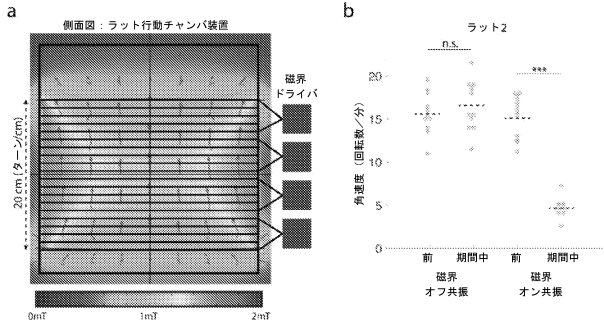 a
側面図：ラット行動チャンバ装置
磁界
ドライバ
20 cm (ターン/cm)
0mT 1mT 2mT
b
ラット2
n.s.
***
角速度（回転数／分）
20
15
10
5
0
前 期間中 前 期間中
磁界 磁界
オフ共振 オン共振